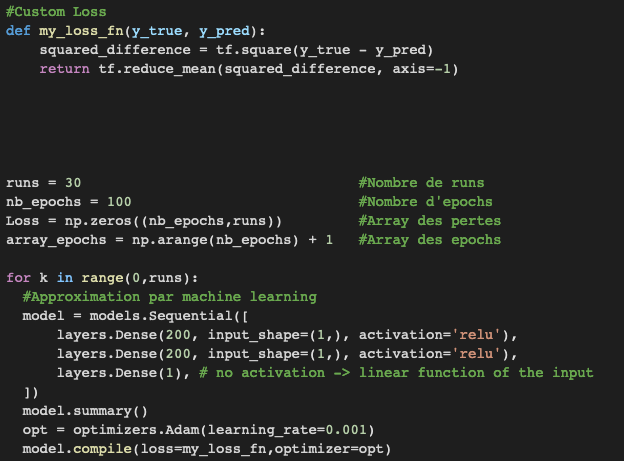 #Custom Loss
def my_loss_fn(y_true, y_pred):
    squared_difference = tf.square(y_true - y_pred)
    return tf.reduce_mean(squared_difference, axis=-1)
runs = 30                                  #Nombre de runs
nb_epochs = 100                            #Nombre d'epochs
Loss = np.zeros((nb_epochs,runs))          #Array des pertes
array_epochs = np.arange(nb_epochs) + 1    #Array des epochs
for k in range(0,runs):
  #Approximation par machine learning
  model = models.Sequential([
      layers.Dense(200, input_shape=(1,), activation='relu'),
      layers.Dense(200, input_shape=(1,), activation='relu'),
      layers.Dense(1), # no activation -> linear function of the input
  ])
  model.summary()
  opt = optimizers.Adam(learning_rate=0.001)
  model.compile(loss=my_loss_fn,optimizer=opt)